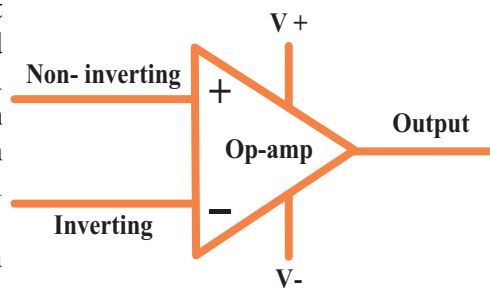 V +
Non- inverting
+
Output
Op-amp
–
Inverting
V-